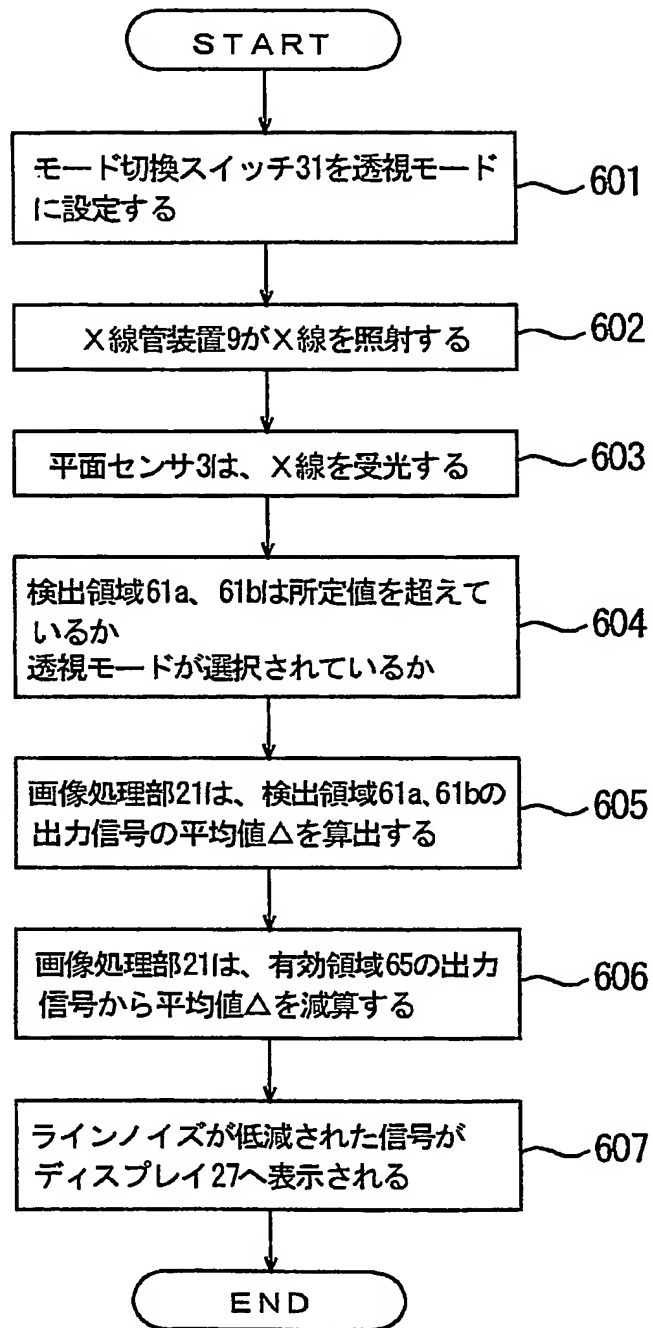 START
モード切換スイッチ31を透視モード
に設定する
601
X線管装置9がX線を照射する
602
平面センサ3は、X線を受光する
603
検出領域61a、61bは所定値を超えて
いるか
透視モードが選択されているか
604
画像処理部21は、検出領域61a、61bの
出力信号の平均値△を算出する
605
画像処理部21は、有効領域65の出力
信号から平均値△を減算する
606
ラインノイズが低減された信号が
ディスプレイ27へ表示される
607
END